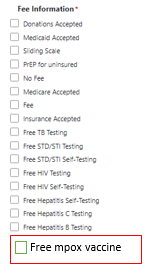 Fee Information*
Donations Accepted
Medicaid Accepted
Sliding Scale
PrEP for uninsured
No Fee
Medicare Accepted
Fee
Insurance Accepted
Free TB Testing
Free STD/STI Testing
Free STD/STI Self-Testing
Free HIV Testing
Free HIV Self-Testing
Free Hepatitis Self-Testing
Free Hepatitis C Testing
Free Hepatitis B Testing
Free mpox vaccine